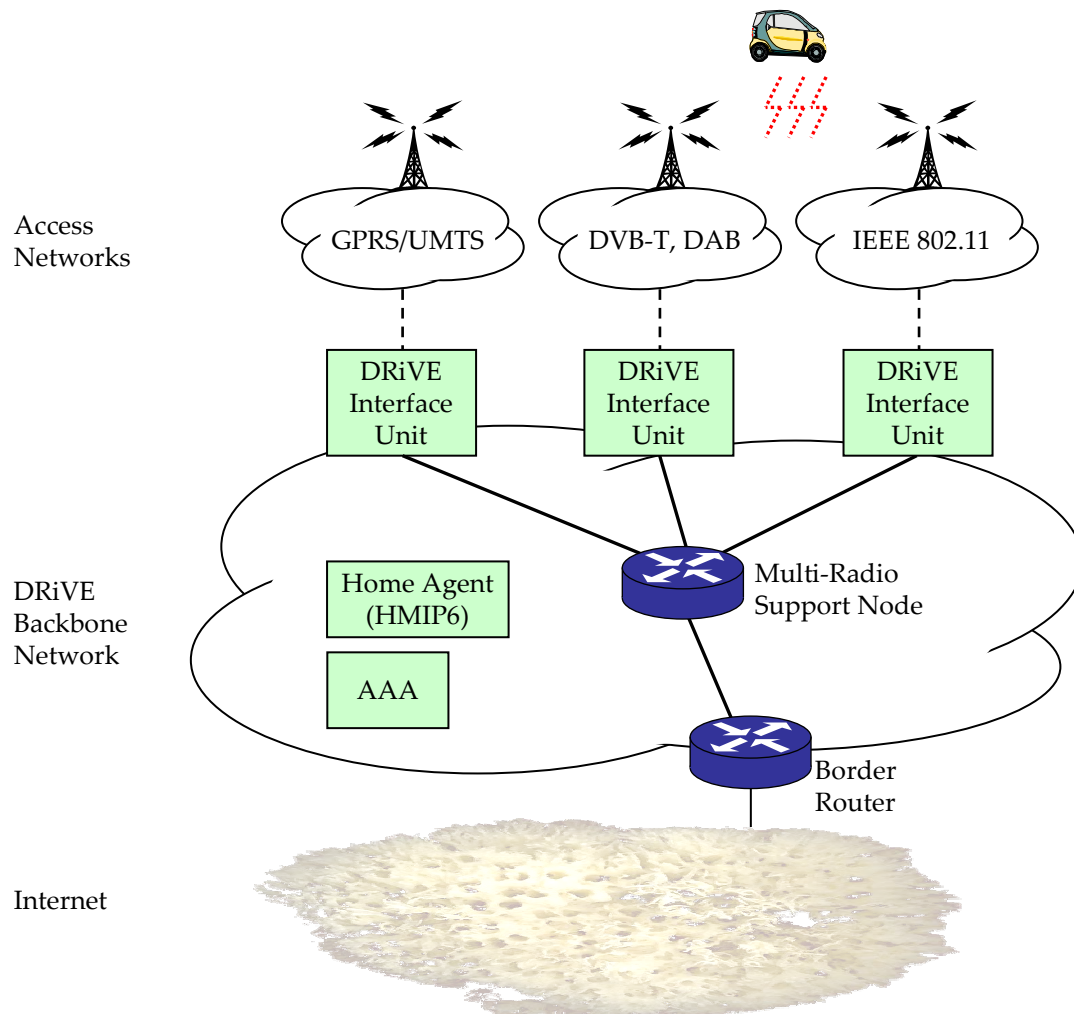 Access
Networks
GPRS/UMTS
DVB-T, DAB
IEEE 802.11
DRiVE
Interface
Unit
DRiVE
Interface
Unit
DRiVE
Interface
Unit
DRiVE
Backbone
Network
Home Agent
(HMIP6)
AAA
Multi-Radio
Support Node
Border
Router
Internet